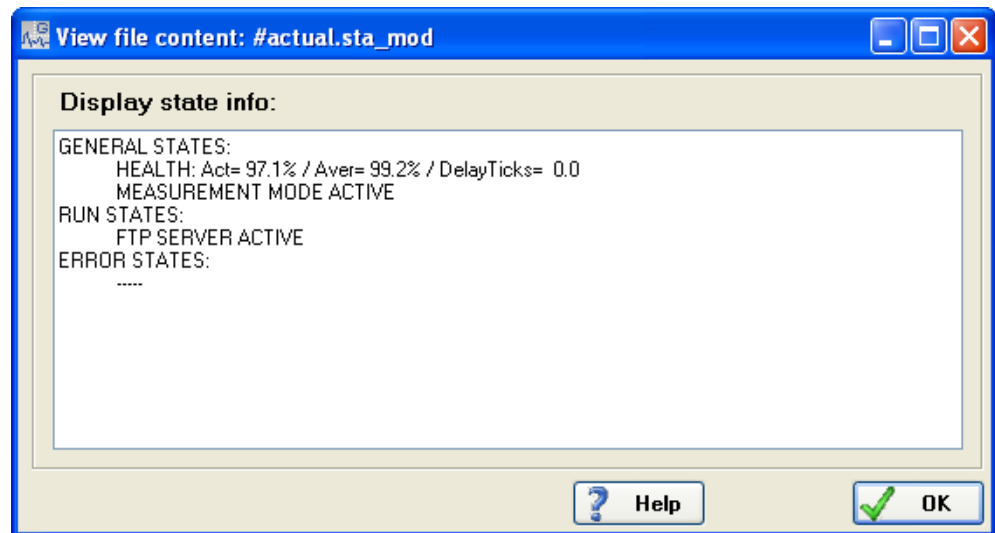 View file content: #actual.sta_mod
Display state info:
GENERAL STATES:
HEALTH: Act= 97.1% / Aver= 99.2% / DelayTicks=  0.0
MEASUREMENT MODE ACTIVE
RUN STATES:
FTP SERVER ACTIVE
ERROR STATES:
-----
Help
OK